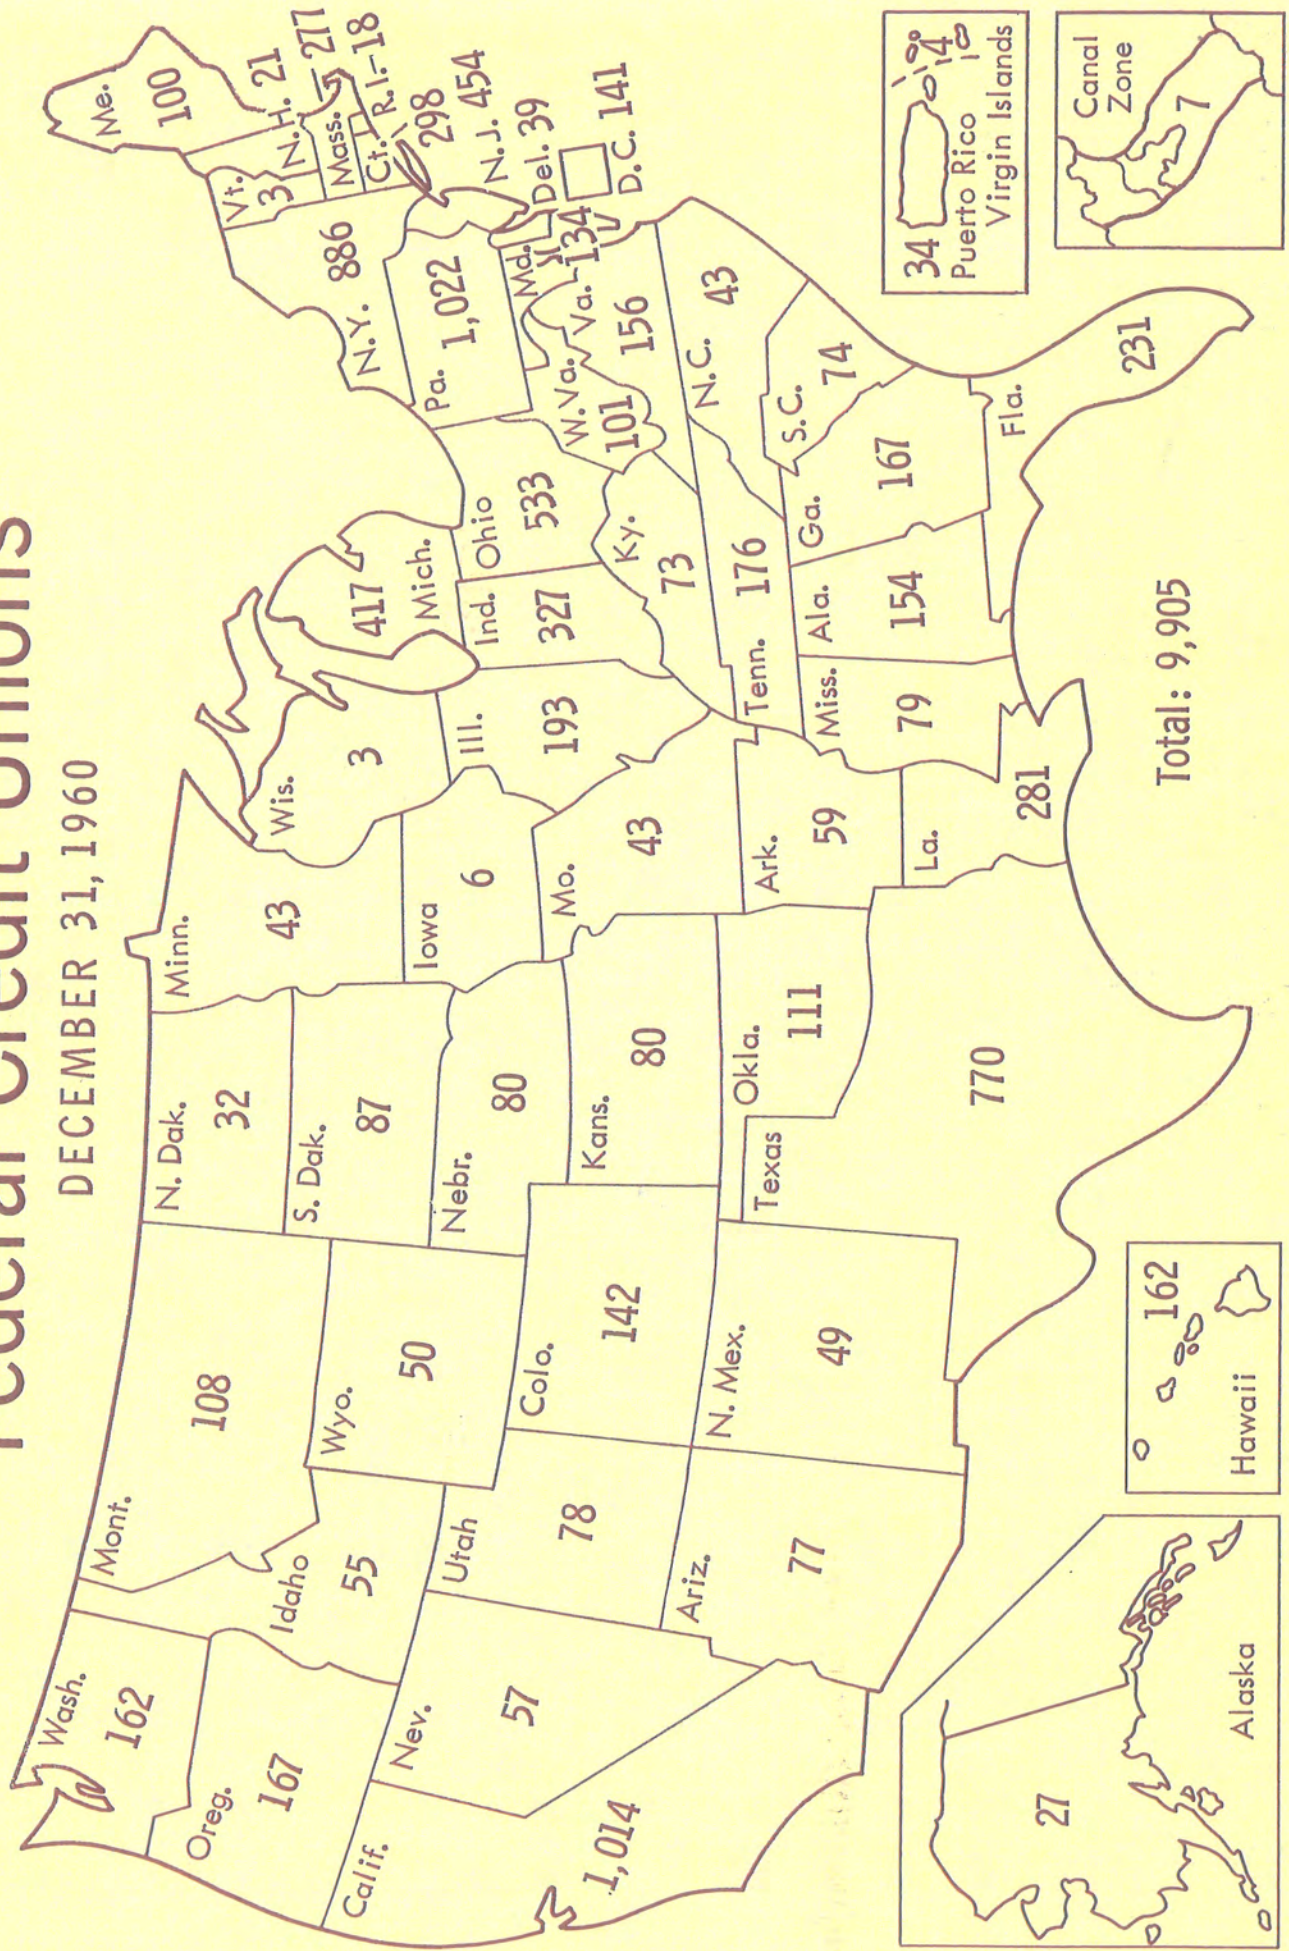 Federal Credit Unions
DECEMBER 31, 1960
Wash.
162
Oreg.
167
Calif.
1,014
Nev.
57
Idaho
55
Mont.
108
Wyo.
50
Utah
78
Ariz.
77
Colo.
142
N. Mex.
49
N. Dak.
32
S. Dak.
87
Nebr.
80
Kans.
80
Okla.
111
Texas
770
Minn.
43
Iowa
6
Mo.
43
Ark.
59
La.
281
Wis.
3
Ill.
193
Mich.
417
Ind.
327
Ohio
533
Ky.
73
Tenn.
176
Miss.
79
Ala.
154
Ga.
167
Fla.
231
S.C.
74
N.C.
43
W.Va.
101
Va.
156
Md.
134
Pa.
1,022
N.Y.
886
Vt.
3
N.H. 21
Me.
100
Mass.
277
Ct.
298
R.I.-18
N.J. 454
Del. 39
D.C. 141
Alaska
27
Hawaii
162
Total: 9,905
34
4
Puerto Rico
Virgin Islands
Canal
Zone
7